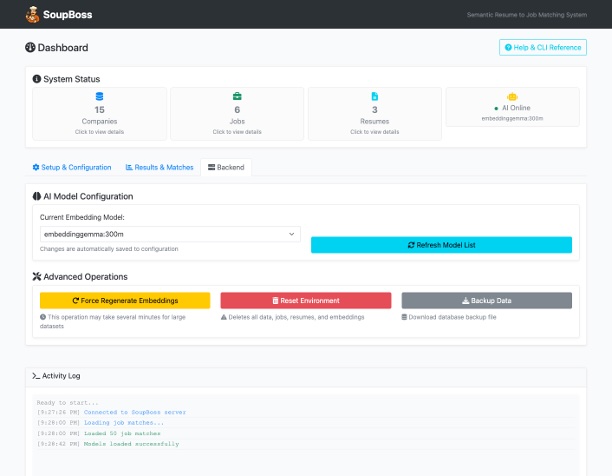 SoupBoss
Semantic Resume to Job Matching System
Dashboard
Help & CLI Reference
System Status
15
Companies
Click to view details
6
Jobs
Click to view details
3
Resumes
Click to view details
AI Online
embeddinggemma:300m
Setup & Configuration
Results & Matches
Backend
AI Model Configuration
Current Embedding Model:
embeddinggemma:300m
Changes are automatically saved to configuration
Refresh Model List
Advanced Operations
Force Regenerate Embeddings
This operation may take several minutes for large
datasets
Reset Environment
Deletes all data, jobs, resumes, and embeddings
Backup Data
Download database backup file
Activity Log
Ready to start...
[9:27:26 PM] Connected to SoupBoss server
[9:28:00 PM] Loading job matches...
[9:28:00 PM] Loaded 53 job matches
[9:28:42 PM] Models loaded successfully